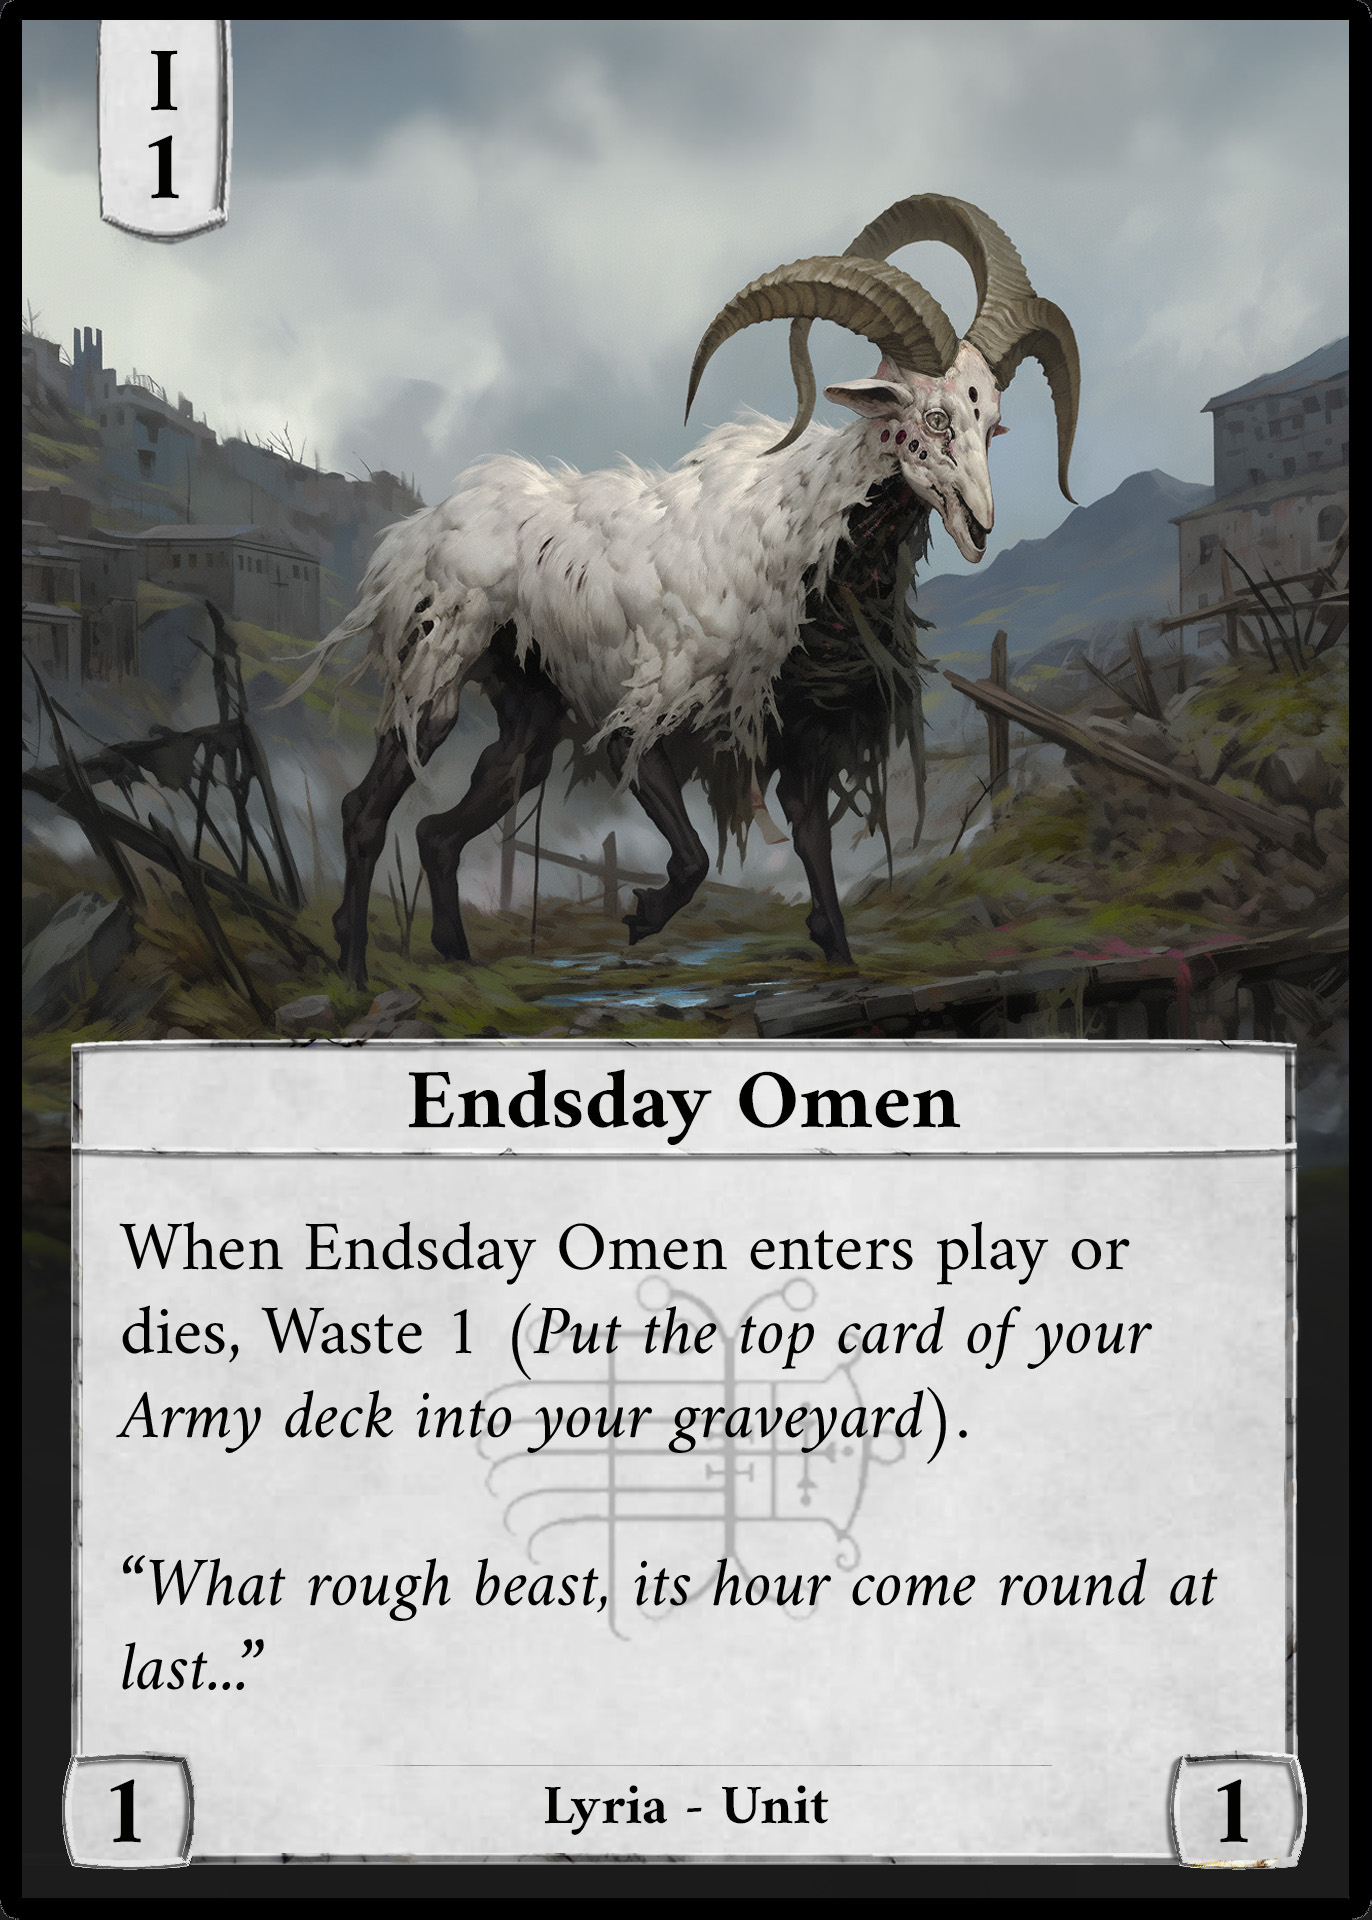 I
1
Endsday Omen
When Endsday Omen enters play or
dies, Waste 1 (Put the top card of your
Army deck into your graveyard).
“What rough beast, its hour come round at
last...”
1
Lyria - Unit
1